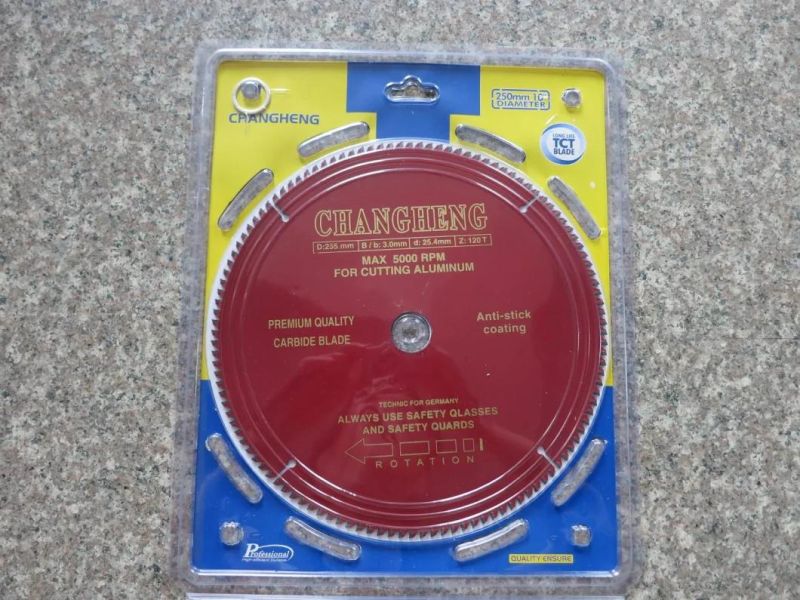 CHANGHENG
250mm 10"
DIAMETER
LONG LIFE
TCT
BLADE
CHANGHENG
D:255 mm B / b: 3.0mm d: 25.4mm Z: 120 T
MAX 5000 RPM
FOR CUTTING ALUMINUM
PREMIUM QUALITY
CARBIDE BLADE
Anti-stick
coating
TECHNIC FOR GERMANY
ALWAYS USE SAFETY QLASSES
AND SAFETY QUARDS
ROTATION
Professional
QUALITY ENSURE